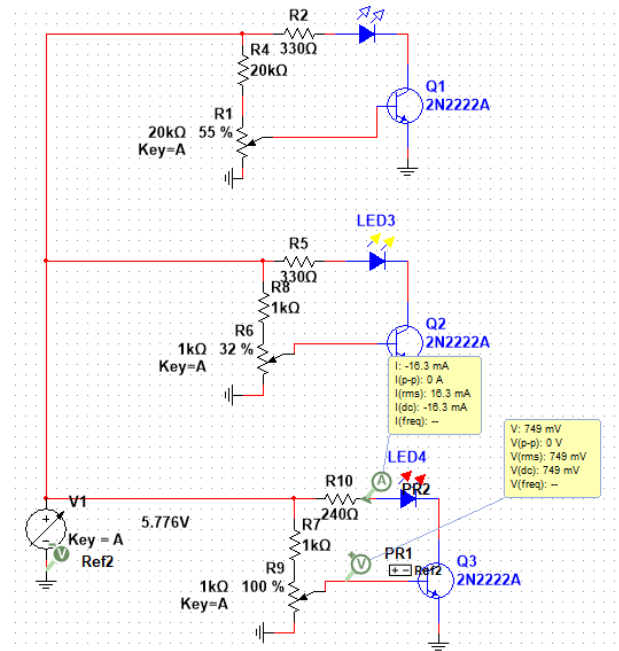 R2
330Ω
R4
20kΩ
Q1
2N2222A
R1
20kΩ 55 %
Key=A
LED3
R5
330Ω
R8
1kΩ
Q2
2N2222A
R6
1kΩ 32 %
Key=A
I: -16.3 mA
I(p-p): 0 A
I(rms): 16.3 mA
I(dc): -16.3 mA
I(freq): --
V: 749 mV
V(p-p): 0 V
V(rms): 749 mV
V(dc): 749 mV
V(freq): --
LED4
R10
A
PR2
240Ω
V1
5.776V
Key = A
V
Ref2
R7
1kΩ
PR1
V
Ref2
Q3
2N2222A
R9
1kΩ 100 %
Key=A